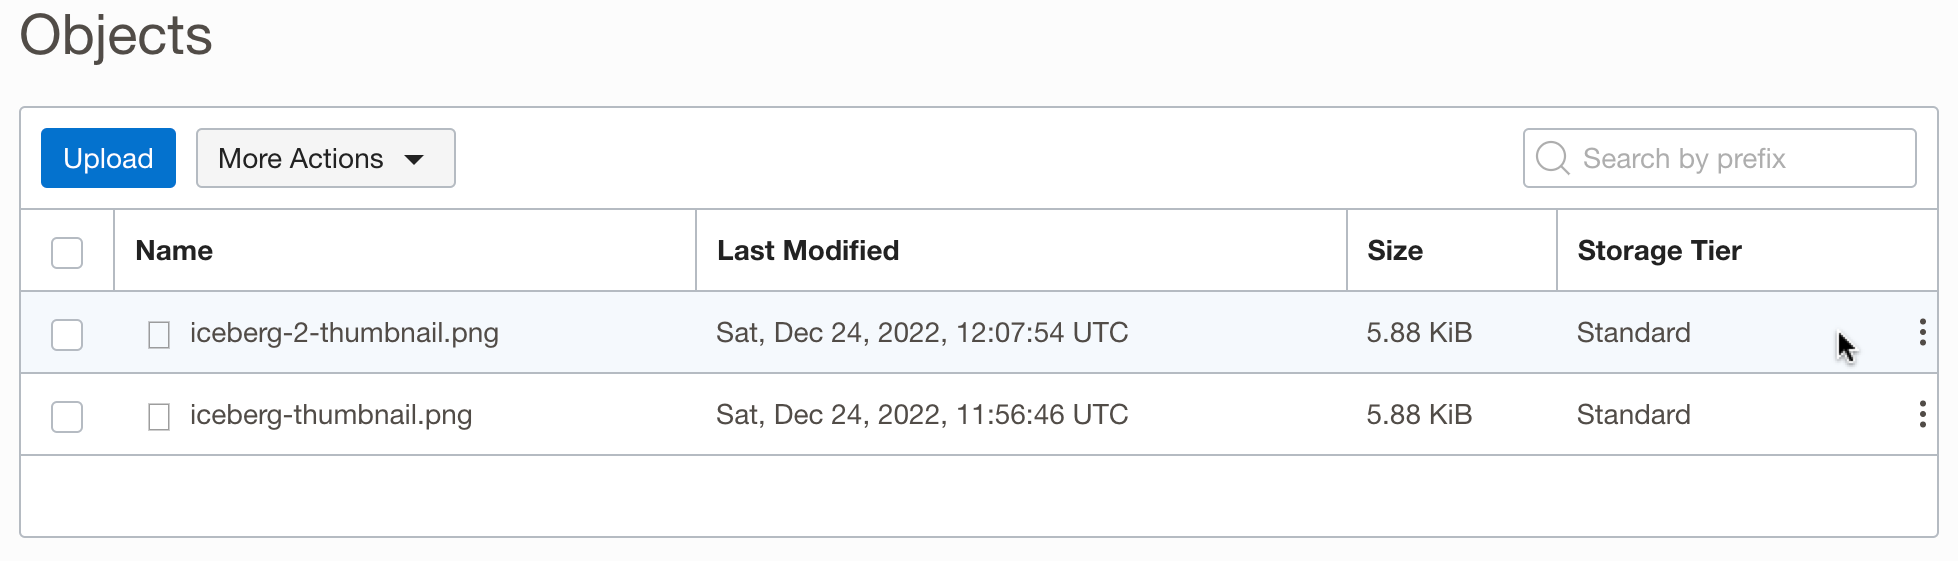 Objects
Upload More Actions Search by prefix
Name Last Modified Size Storage Tier
iceberg-2-thumbnail.png Sat, Dec 24, 2022, 12:07:54 UTC 5.88 KiB Standard
iceberg-thumbnail.png Sat, Dec 24, 2022, 11:56:46 UTC 5.88 KiB Standard